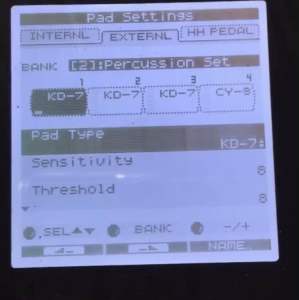 Pad Settings
INTERNL EXTERNL HH PEDAL
BANK [2]:Percussion Set
1 2 3 4
KD-7 KD-7 KD-7 CY-8
Pad Type
KD-7
Sensitivity
8
Threshold
8
SEL▲▼ BANK -/+
NAME